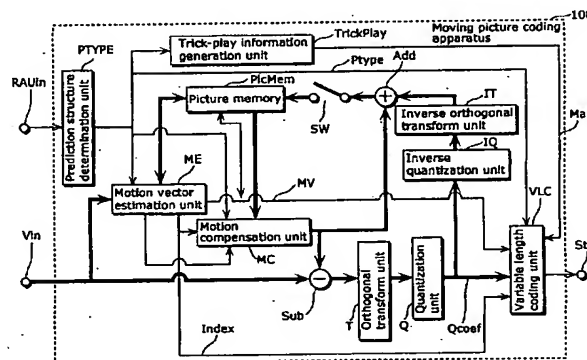 100
Moving picture coding
apparatus
TrickPlay
Trick-play information
generation unit
PTYPE
Ptype
Add
RAUin
Prediction structure
determination unit
PicMem
Picture memory
SW
IT
Inverse orthogonal
transform unit
IQ
Inverse
quantization unit
ME
Motion vector
estimation unit
MV
VLC
Motion
compensation unit
MC
Vin
Variable length
coding unit
Sub
T
Orthogonal
transform unit
Q
Quantization
unit
Qcoef
Index